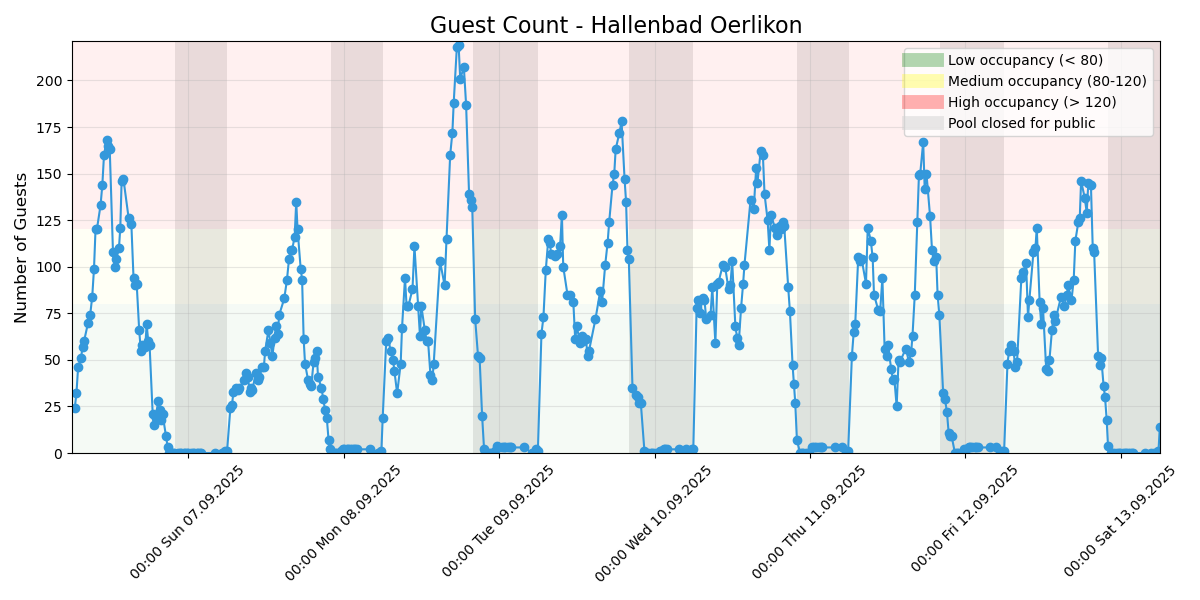 Guest Count - Hallenbad Oerlikon
Number of Guests
200
175
150
125
100
75
50
25
0
Low occupancy (< 80)
Medium occupancy (80-120)
High occupancy (> 120)
Pool closed for public
00:00 Sun 07.09.2025
00:00 Mon 08.09.2025
00:00 Tue 09.09.2025
00:00 Wed 10.09.2025
00:00 Thu 11.09.2025
00:00 Fri 12.09.2025
00:00 Sat 13.09.2025